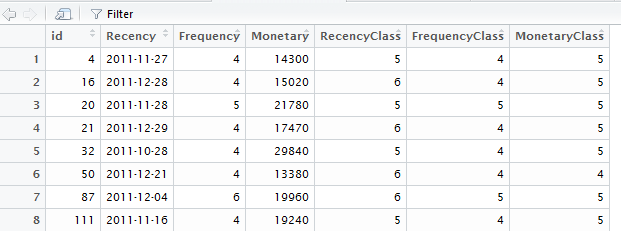 Filter
id Recency Frequency Monetary RecencyClass FrequencyClass MonetaryClass
1 4 2011-11-27 4 14300 5 4 5
2 16 2011-12-28 4 15020 6 4 5
3 20 2011-11-28 5 21780 5 5 5
4 21 2011-12-29 4 17470 6 4 5
5 32 2011-10-28 4 29840 5 4 5
6 50 2011-12-21 4 13380 6 4 4
7 87 2011-12-04 6 19960 6 5 5
8 111 2011-11-16 4 19240 5 4 5